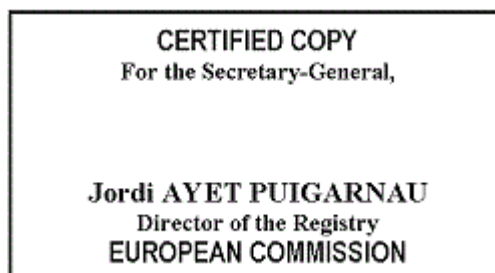 CERTIFIED COPY
For the Secretary-General,
Jordi AYET PUIGARNAU
Director of the Registry
EUROPEAN COMMISSION